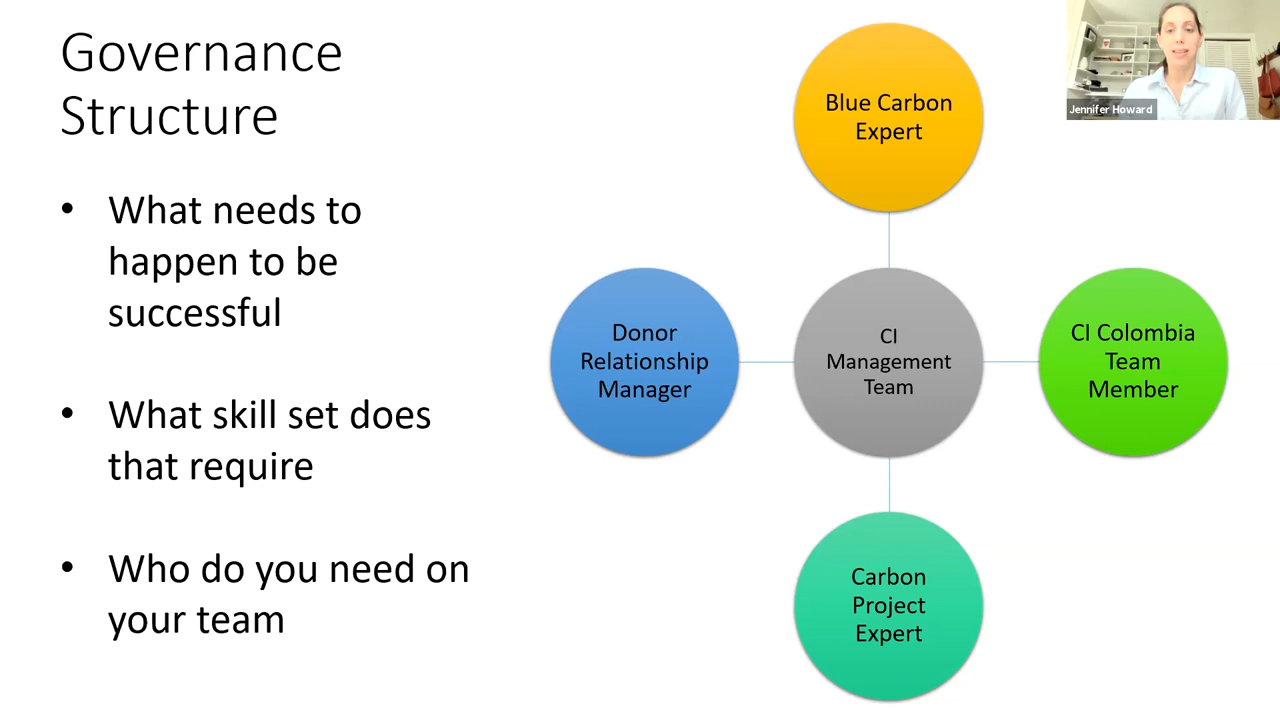 Governance
Structure
• What needs to
happen to be
successful
• What skill set does
that require
• Who do you need on
your team
Blue Carbon
Expert
Donor
Relationship
Manager
CI
Management
Team
CI Colombia
Team
Member
Carbon
Project
Expert
Jennifer Howard